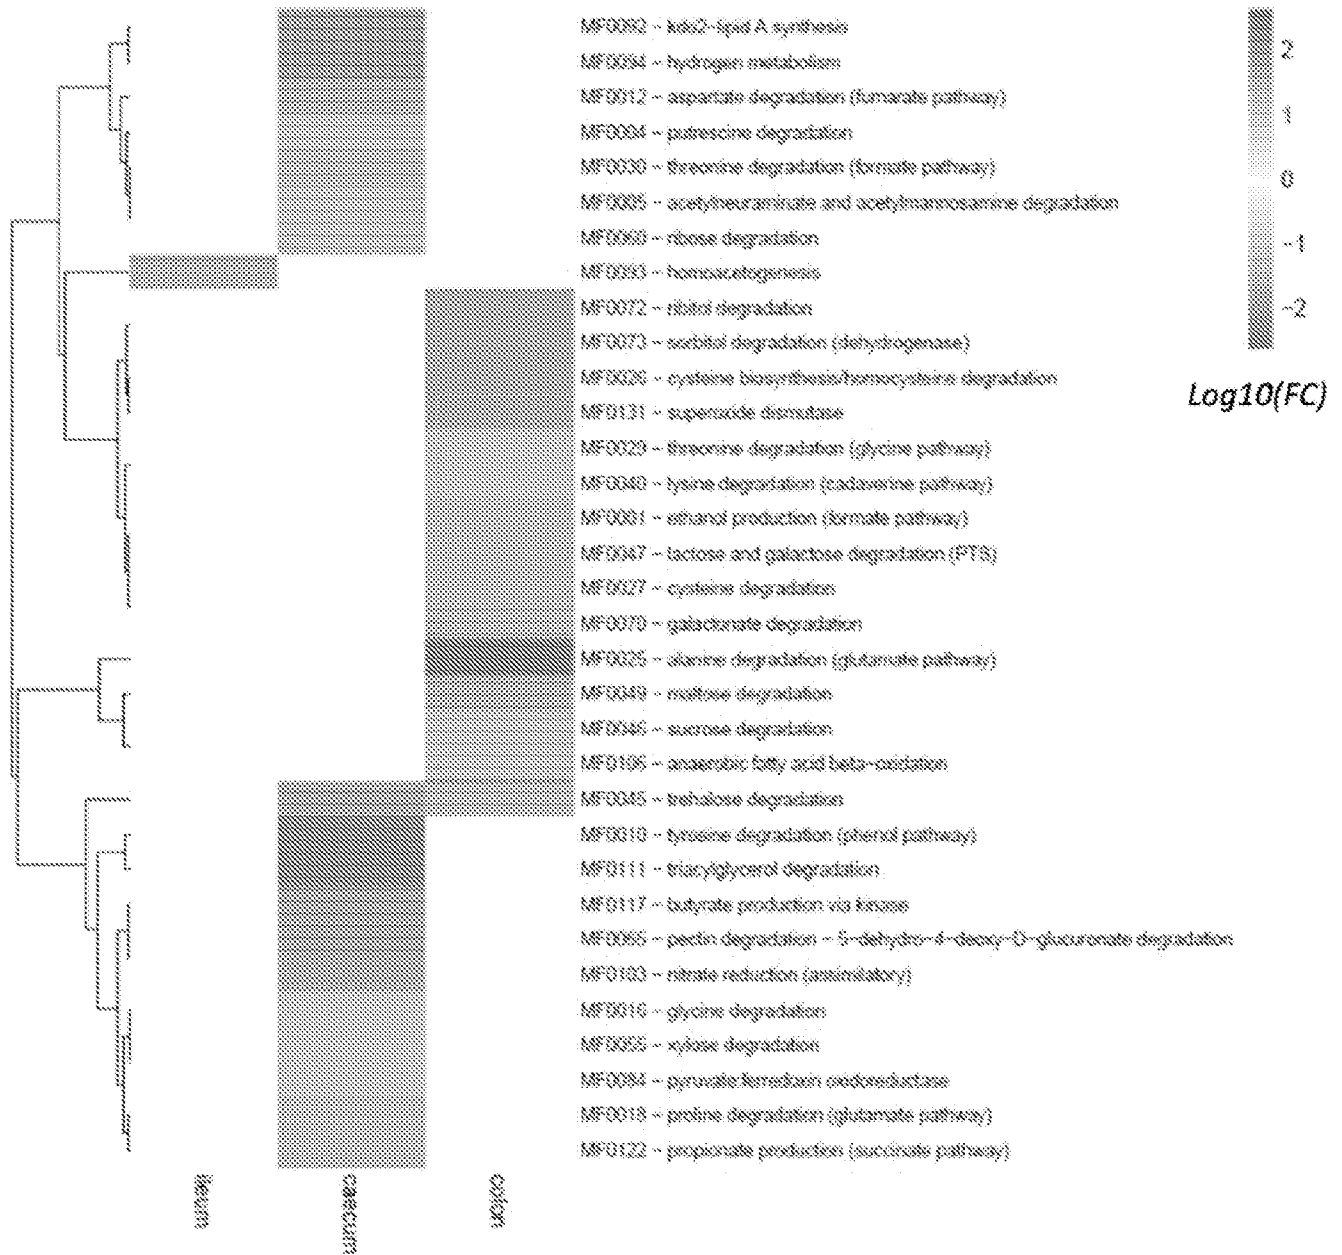 MF0092 - kdo2-lipid A synthesis
MF0094 - hydrogen metabolism
MF0012 - aspartate degradation (fumarate pathway)
MF0004 - putrescine degradation
MF0030 - threonine degradation (formate pathway)
MF0005 - acetylneuraminate and acetylmannosamine degradation
MF0060 - ribose degradation
MF0093 - homoacetogenesis
MF0072 - ribitol degradation
MF0073 - sorbitol degradation (dehydrogenase)
MF0026 - cysteine biosynthesis/homocysteine degradation
MF0131 - superoxide dismutase
MF0029 - threonine degradation (glycine pathway)
MF0040 - lysine degradation (cadaverine pathway)
MF0001 - ethanol production (formate pathway)
MF0047 - lactose and galactose degradation (PTS)
MF0027 - cysteine degradation
MF0070 - galactonate degradation
MF0025 - alanine degradation (glutamate pathway)
MF0049 - maltose degradation
MF0046 - sucrose degradation
MF0106 - anaerobic fatty acid beta-oxidation
MF0045 - trehalose degradation
MF0010 - tyrosine degradation (phenol pathway)
MF0111 - triacylglycerol degradation
MF0117 - butyrate production via kinase
MF0065 - pectin degradation - 5-dehydro-4-deoxy-D-glucuronate degradation
MF0103 - nitrate reduction (assimilatory)
MF0016 - glycine degradation
MF0055 - xylose degradation
MF0084 - pyruvate:ferredoxin oxidoreductase
MF0018 - proline degradation (glutamate pathway)
MF0122 - propionate production (succinate pathway)
ileum
caecum
colon
2
1
0
-1
-2
Log10(FC)